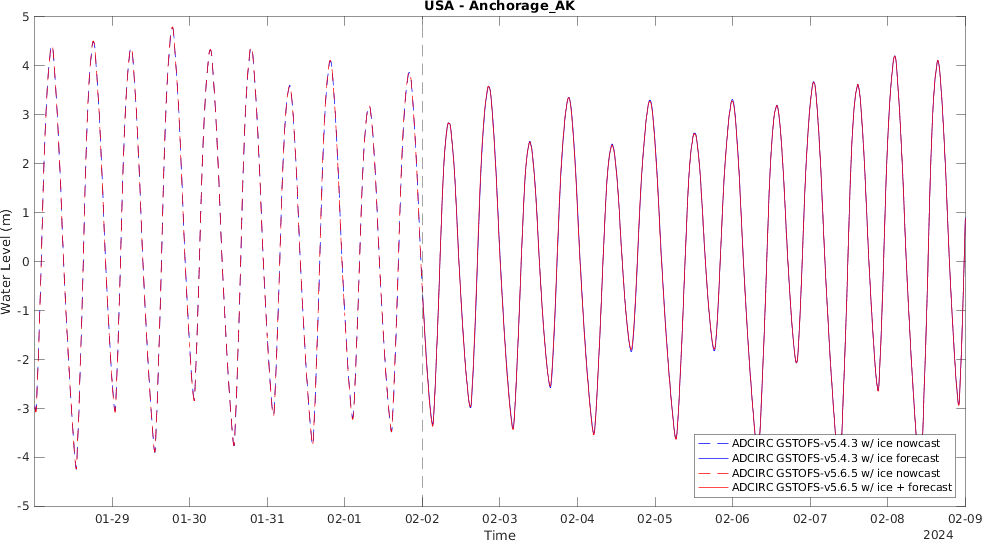 USA - Anchorage_AK
5
4
3
2
1
0
-1
-2
-3
-4
-5
Water Level (m)
ADCIRC GSTOFS-v5.4.3 w/ ice nowcast
ADCIRC GSTOFS-v5.4.3 w/ ice forecast
ADCIRC GSTOFS-v5.6.5 w/ ice nowcast
ADCIRC GSTOFS-v5.6.5 w/ ice + forecast
01-29 01-30 01-31 02-01 02-02 02-03 02-04 02-05 02-06 02-07 02-08 02-09
Time
2024